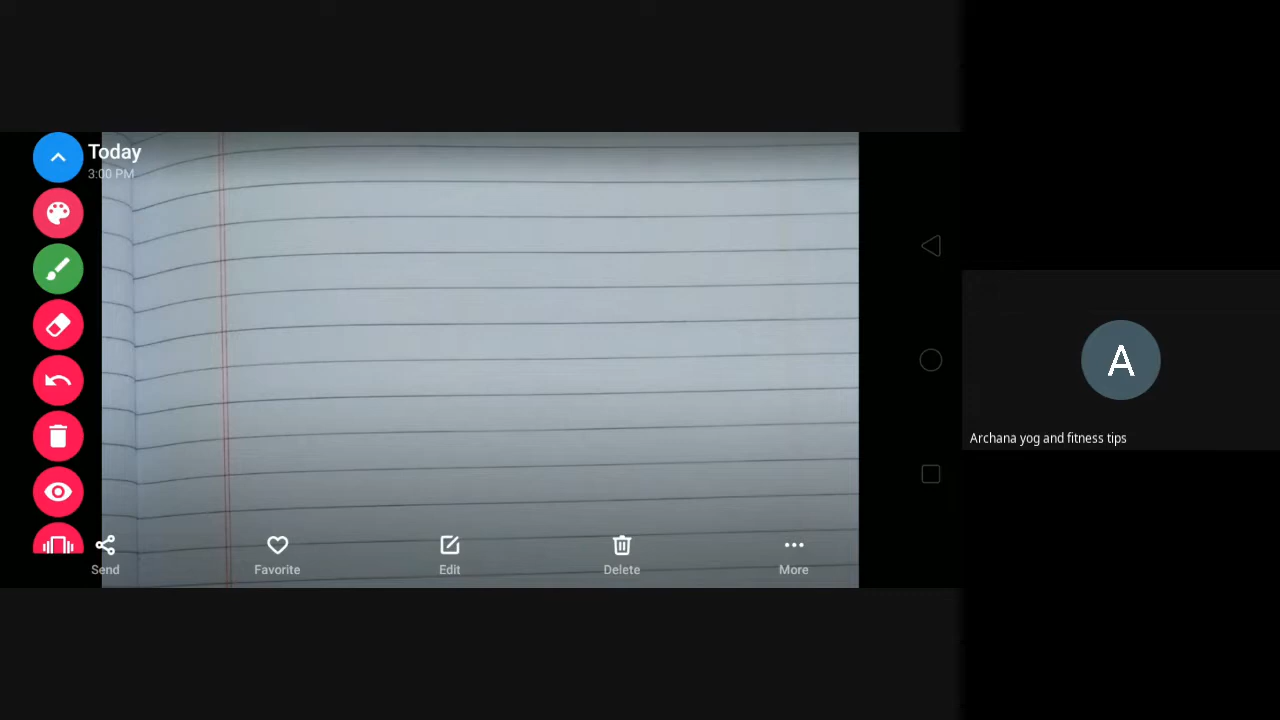 Today
3:00 PM
A
Archana yog and fitness tips
Send
Favorite
Edit
Delete
More